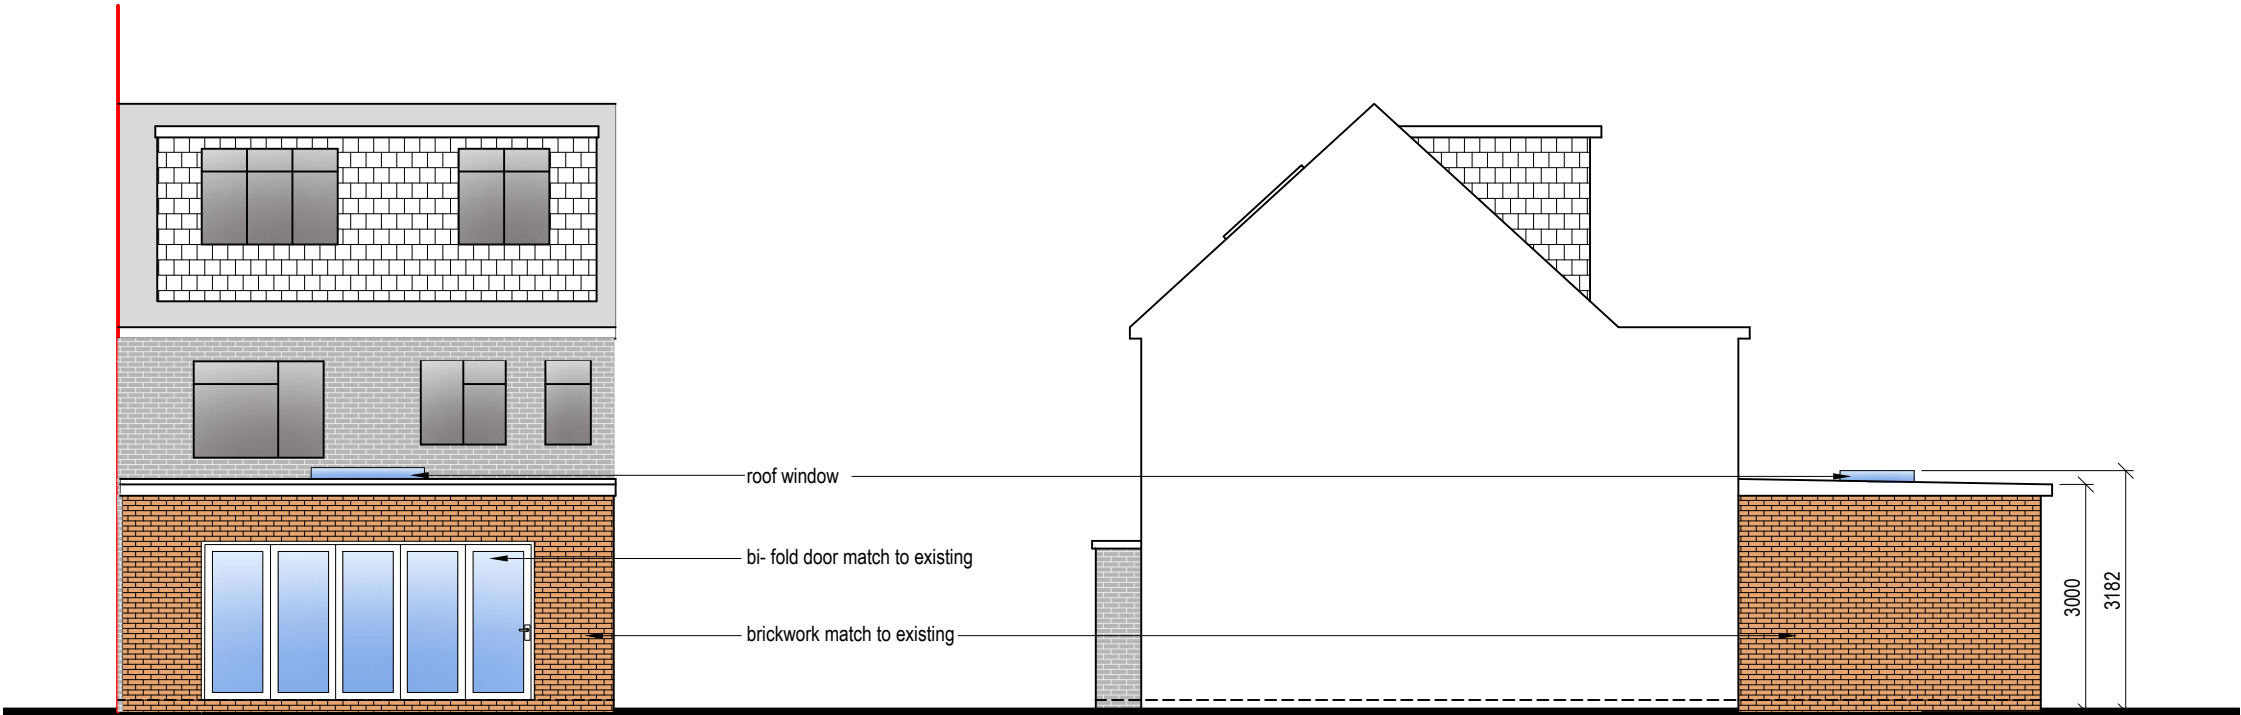 roof window
bi- fold door match to existing
brickwork match to existing
3000
3182